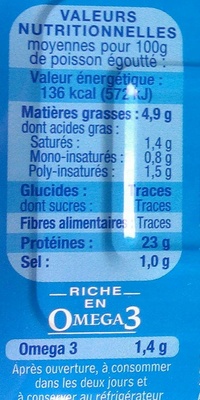 VALEURS
NUTRITIONNELLES
moyennes pour 100g
de poisson égoutté :
Valeur énergétique :
136 kcal (572 kJ)
Matières grasses : 4,9 g
dont acides gras :
Saturés : 1,4 g
Mono-insaturés : 0,8 g
Poly-insaturés : 1,5 g
Glucides : Traces
dont sucres : Traces
Fibres alimentaires : Traces
Protéines : 23 g
Sel : 1,0 g
RICHE
EN
OMEGA3
Omega 3 1,4 g
Après ouverture, à consommer
dans les deux jours et
à conserver au réfrigérateur